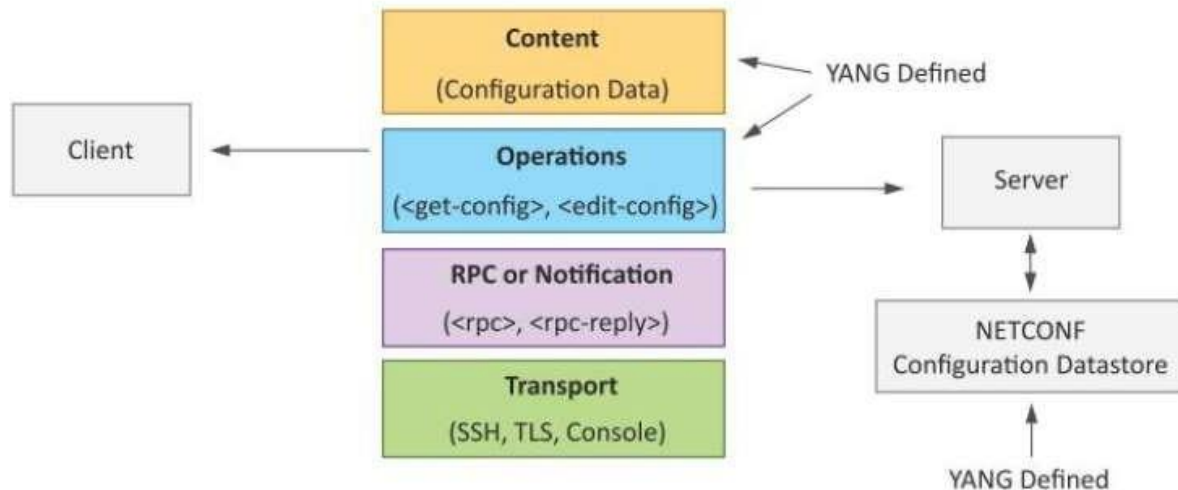 Content
(Configuration Data)
YANG Defined
Client
Operations
(<get-config>, <edit-config>)
Server
RPC or Notification
(<rpc>, <rpc-reply>)
NETCONF
Configuration Datastore
Transport
(SSH, TLS, Console)
YANG Defined